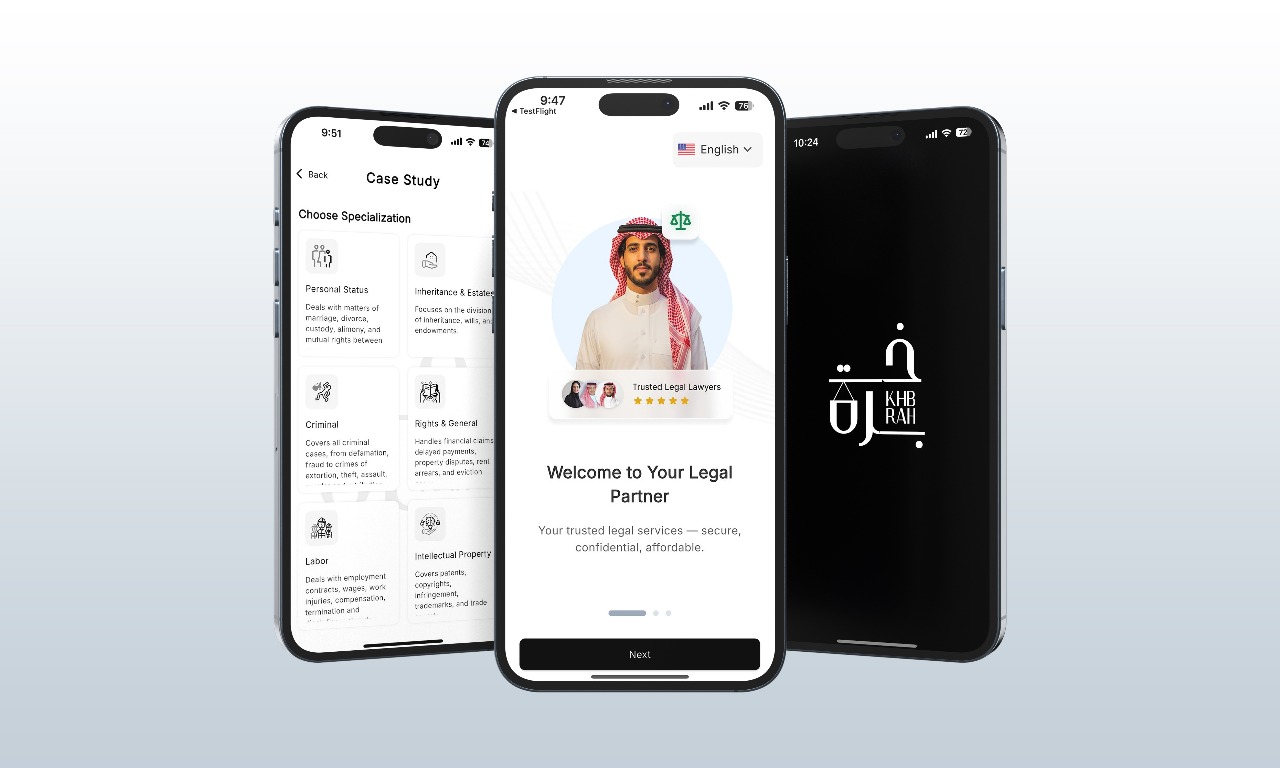 9:51
Back
Case Study
Choose Specialization
Personal Status
Deals with matters of
marriage, divorce,
custody, alimony, and
mutual rights between
Inheritance & Estates
Focuses on the division
of inheritance, wills, and
endowments.
Criminal
Covers all criminal
cases, from defamation,
fraud to crimes of
extortion, theft, assault,
Rights & General
Handles financial claims
delayed payments,
property disputes, rent
arrears, and eviction
Labor
Deals with employment
contracts, wages, work
injuries, compensation,
termination and
Intellectual Property
Covers patents,
copyrights,
infringement,
trademarks, and trade
9:47
76
TestFlight
English
Trusted Legal Lawyers
Welcome to Your Legal
Partner
Your trusted legal services — secure,
confidential, affordable.
Next
10:24
72
خبرة
KHB
RAH